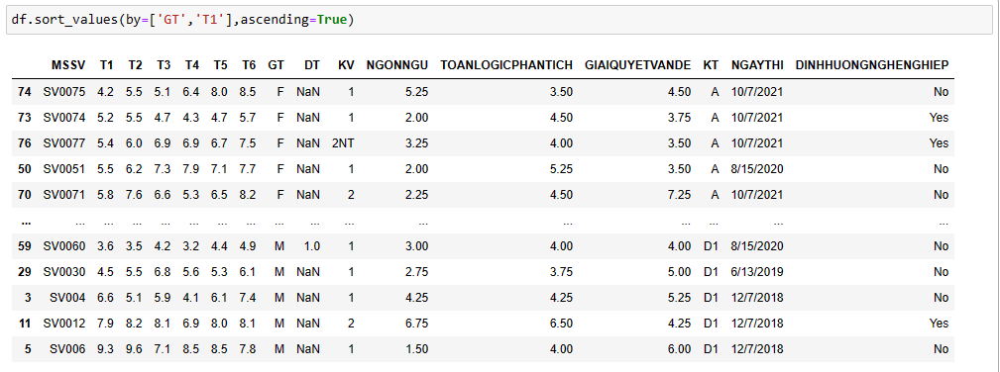 df.sort_values(by=['GT','T1'],ascending=True)
MSSV T1 T2 T3 T4 T5 T6 GT DT KV NGONNGU TOANLOGICPHANTICH GIAIQUYETVANDE KT NGAYTHI DINHHUONGNGHENGHIEP
74 SV0075 4.2 5.5 5.1 6.4 8.0 8.5 F NaN 1 5.25 3.50 4.50 A 10/7/2021 No
73 SV0074 5.2 5.5 4.7 4.3 4.7 5.7 F NaN 1 2.00 4.50 3.75 A 10/7/2021 Yes
76 SV0077 5.4 6.0 6.9 6.9 6.7 7.5 F NaN 2NT 3.25 4.00 3.50 A 10/7/2021 Yes
50 SV0051 5.5 6.2 7.3 7.9 7.1 7.7 F NaN 1 2.00 5.25 3.50 A 8/15/2020 No
70 SV0071 5.8 7.6 6.6 5.3 6.5 8.2 F NaN 2 2.25 4.50 7.25 A 10/7/2021 No
... ... ... ... ... ... ... ... ... ... ... ... ... ... ... ... ...
59 SV0060 3.6 3.5 4.2 3.2 4.4 4.9 M 1.0 1 3.00 4.00 4.00 D1 8/15/2020 No
29 SV0030 4.5 5.5 6.8 5.6 5.3 6.1 M NaN 1 2.75 3.75 5.00 D1 6/13/2019 No
3 SV004 6.6 5.1 5.9 4.1 6.1 7.4 M NaN 1 4.25 4.25 5.25 D1 12/7/2018 No
11 SV0012 7.9 8.2 8.1 6.9 8.0 8.1 M NaN 2 6.75 6.50 4.25 D1 12/7/2018 Yes
5 SV006 9.3 9.6 7.1 8.5 8.5 7.8 M NaN 1 1.50 4.00 6.00 D1 12/7/2018 No